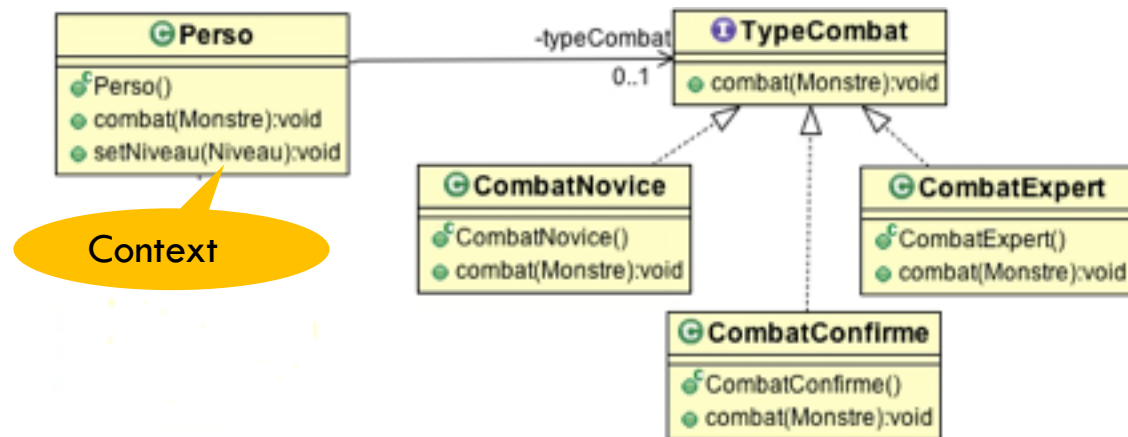 Perso
Perso()
combat(Monstre):void
setNiveau(Niveau):void
Context
-typeCombat
0..1
TypeCombat
combat(Monstre):void
CombatNovice
CombatNovice()
combat(Monstre):void
CombatExpert
CombatExpert()
combat(Monstre):void
CombatConfirme
CombatConfirme()
combat(Monstre):void